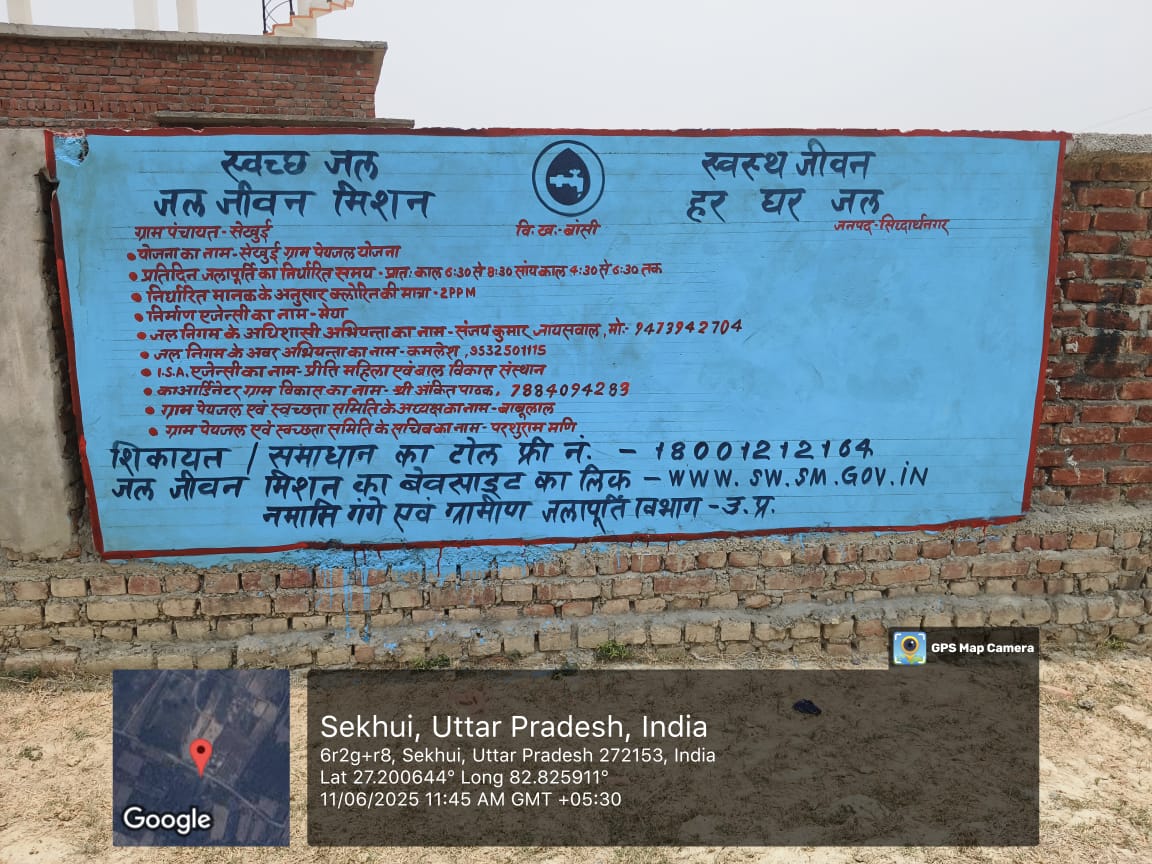 स्वच्छ जल स्वस्थ जीवन
जल जीवन मिशन हर घर जल
ग्राम पंचायत-सेखुई वि.खः-बांसी जनपद-सिध्दार्थनगर
योजना का नाम-सेखुई ग्राम पेयजल योजना
प्रतिदिन जलापूर्ति का निर्धारित समय-प्रातः काल 6:30 से 8:30 सांय काल 4:30 से 6:30 तक
निर्धारित मानक के अनुसार क्लोरिन की मात्रा-2PPM
निर्माण एजेन्सी का नाम-मेघा
जल निगम के अधिशासी अभियन्ता का नाम-संजय कुमार जायसवाल, मोः- 9473942704
जल निगम के अवर अभियन्ता का नाम-कमलेश, 9532501115
I.S.A. एजेन्सी का नाम-प्रीति महिला एवं बाल विकास संस्थान
काआर्डिनेटर ग्राम विकास का नाम-श्री अंकित पाठक, 7884094283
ग्राम पेयजल एवं स्वच्छता समिति के अध्यक्ष का नाम-बाबूलाल
ग्राम पेयजल एवं स्वच्छता समिति के सचिव का नाम-परशुराम मणि
शिकायत / समाधान का टोल फ्री नं. - 18001212164
जल जीवन मिशन का बेवसाइट का लिंक - WWW.SW.SM.GOV.iN
नमामि गंगे एवं ग्रामीण जलापूर्ति विभाग-उ.प्र.
GPS Map Camera
Sekhui, Uttar Pradesh, India
6r2g+r8, Sekhui, Uttar Pradesh 272153, India
Lat 27.200644° Long 82.825911°
11/06/2025 11:45 AM GMT +05:30
Google